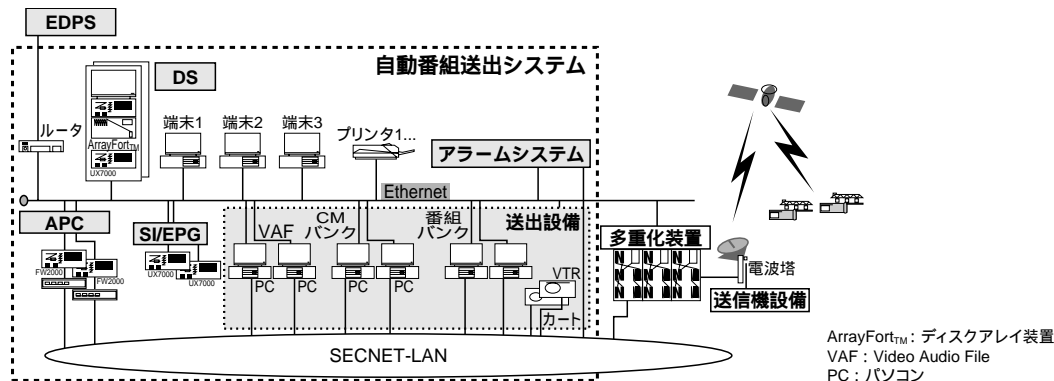 EDPS
自動番組送出システム
DS
ルータ
ArrayFortTM
UX7000
端末1
端末2
端末3
プリンタ1...
アラームシステム
Ethernet
APC
FW2000
FW2000
SI/EPG
UX7000
UX7000
VAF
CM
バンク
番組
バンク
送出設備
PC
PC
PC
PC
VTR
カート
多重化装置
電波塔
送信機設備
SECNET-LAN
ArrayFortTM：ディスクアレイ装置
VAF：Video Audio File
PC：パソコン